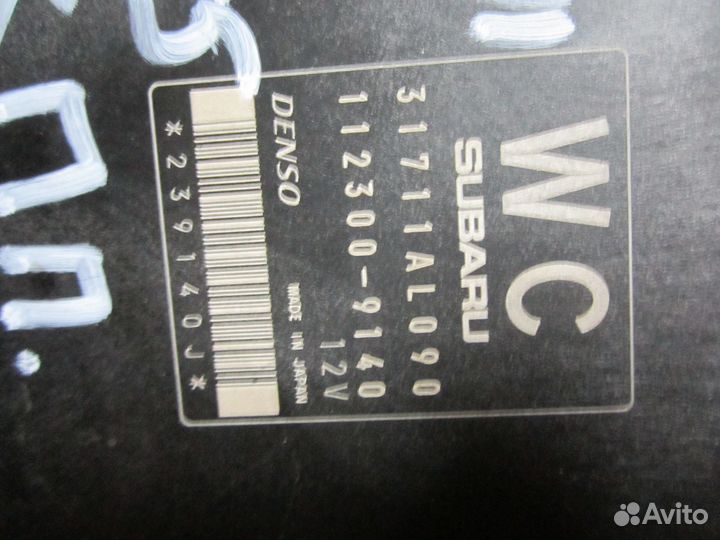 WC
SUBARU
31711AL090
112300-9140
12V
DENSO
MADE IN JAPAN
*239140J*
Avito